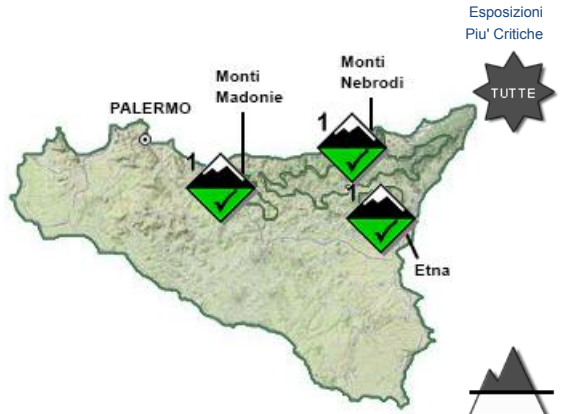 Esposizioni
Piu' Critiche
TUTTE
Monti
Nebrodi
Monti
Madonie
PALERMO
1
1
1
Etna